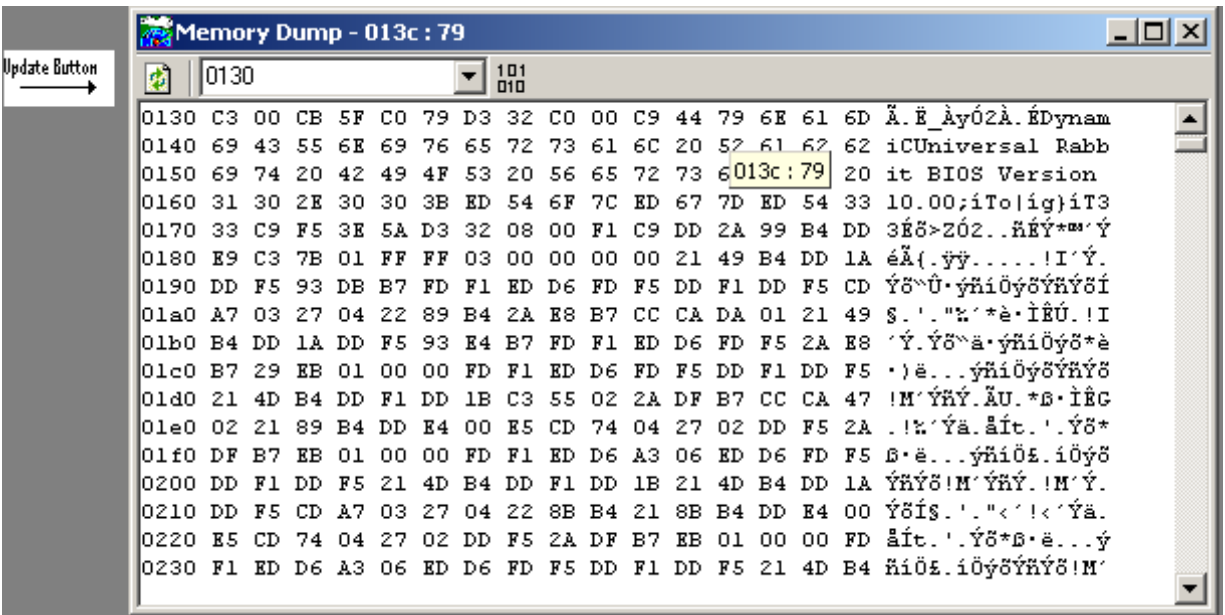 Memory Dump - 013c : 79
Update Button
0130
101
010
0130 C3 00 CB 5F C0 79 D3 32 C0 00 C9 44 79 6E 61 6D Ã.Ë_ÀyÓ2À.ÉDynam
0140 69 43 55 6E 69 76 65 72 73 61 6C 20 52 61 62 62 iCUniversal Rabb
0150 69 74 20 42 49 4F 53 20 56 65 72 73 6 013c : 79 20 it BIOS Version
0160 31 30 2E 30 30 3B ED 54 6F 7C ED 67 7D ED 54 33 10.00;íTo|íg}íT3
0170 33 C9 F5 3E 5A D3 32 08 00 F1 C9 DD 2A 99 B4 DD 3Éõ>ZÓ2..ñÉÝ*™´Ý
0180 E9 C3 7B 01 FF FF 03 00 00 00 00 21 49 B4 DD 1A éÃ{.ÿÿ.....!I´Ý.
0190 DD F5 93 DB B7 FD F1 ED D6 FD F5 DD F1 DD F5 CD Ýõ“Û·ýñíÖýõÝñÝõÍ
01a0 A7 03 27 04 22 89 B4 2A E8 B7 CC CA DA 01 21 49 §.'."‰´*è·ÌÊÚ.!I
01b0 B4 DD 1A DD F5 93 E4 B7 FD F1 ED D6 FD F5 2A E8 ´Ý.Ýõ“ä·ýñíÖýõ*è
01c0 B7 29 EB 01 00 00 FD F1 ED D6 FD F5 DD F1 DD F5 ·)ë...ýñíÖýõÝñÝõ
01d0 21 4D B4 DD F1 DD 1B C3 55 02 2A DF B7 CC CA 47 !M´ÝñÝ.ÃU.*ß·ÌÊG
01e0 02 21 89 B4 DD E4 00 E5 CD 74 04 27 02 DD F5 2A .!‰´Ýä.åÍt.'.Ýõ*
01f0 DF B7 EB 01 00 00 FD F1 ED D6 A3 06 ED D6 FD F5 ß·ë...ýñíÖ£.íÖýõ
0200 DD F1 DD F5 21 4D B4 DD F1 DD 1B 21 4D B4 DD 1A ÝñÝõ!M´ÝñÝ.!M´Ý.
0210 DD F5 CD A7 03 27 04 22 8B B4 21 8B B4 DD E4 00 ÝõÍ§.'."‹´!‹´Ýä.
0220 E5 CD 74 04 27 02 DD F5 2A DF B7 EB 01 00 00 FD åÍt.'.Ýõ*ß·ë...ý
0230 F1 ED D6 A3 06 ED D6 FD F5 DD F1 DD F5 21 4D B4 ñíÖ£.íÖýõÝñÝõ!M´